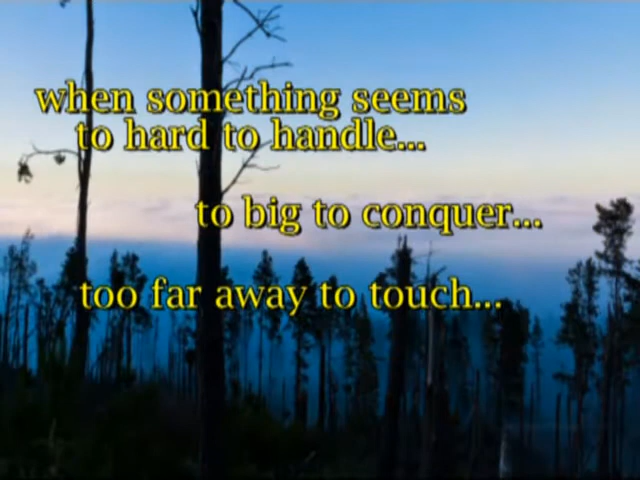 when something seems
to hard to handle...
to big to conquer...
too far away to touch...